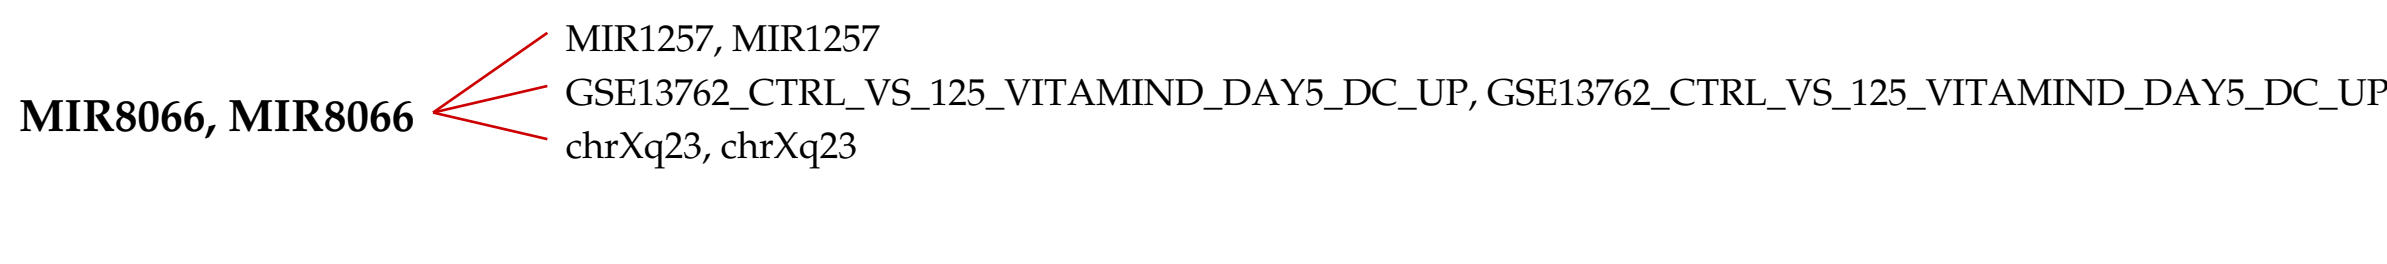 MIR1257, MIR1257
GSE13762_CTRL_VS_125_VITAMIND_DAY5_DC_UP, GSE13762_CTRL_VS_125_VITAMIND_DAY5_DC_UP
MIR8066, MIR8066
chrXq23, chrXq23